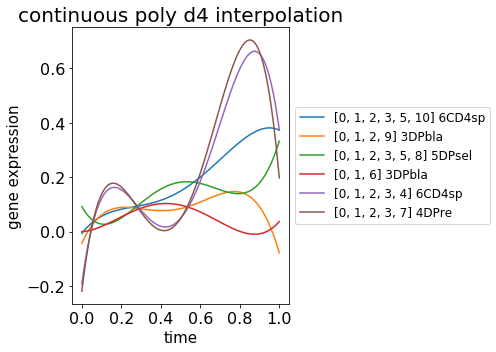 continuous poly d4 interpolation
gene expression
0.6
0.4
0.2
0.0
−0.2
0.0 0.2 0.4 0.6 0.8 1.0
time
[0, 1, 2, 3, 5, 10] 6CD4sp
[0, 1, 2, 9] 3DPbla
[0, 1, 2, 3, 5, 8] 5DPsel
[0, 1, 6] 3DPbla
[0, 1, 2, 3, 4] 6CD4sp
[0, 1, 2, 3, 7] 4DPre